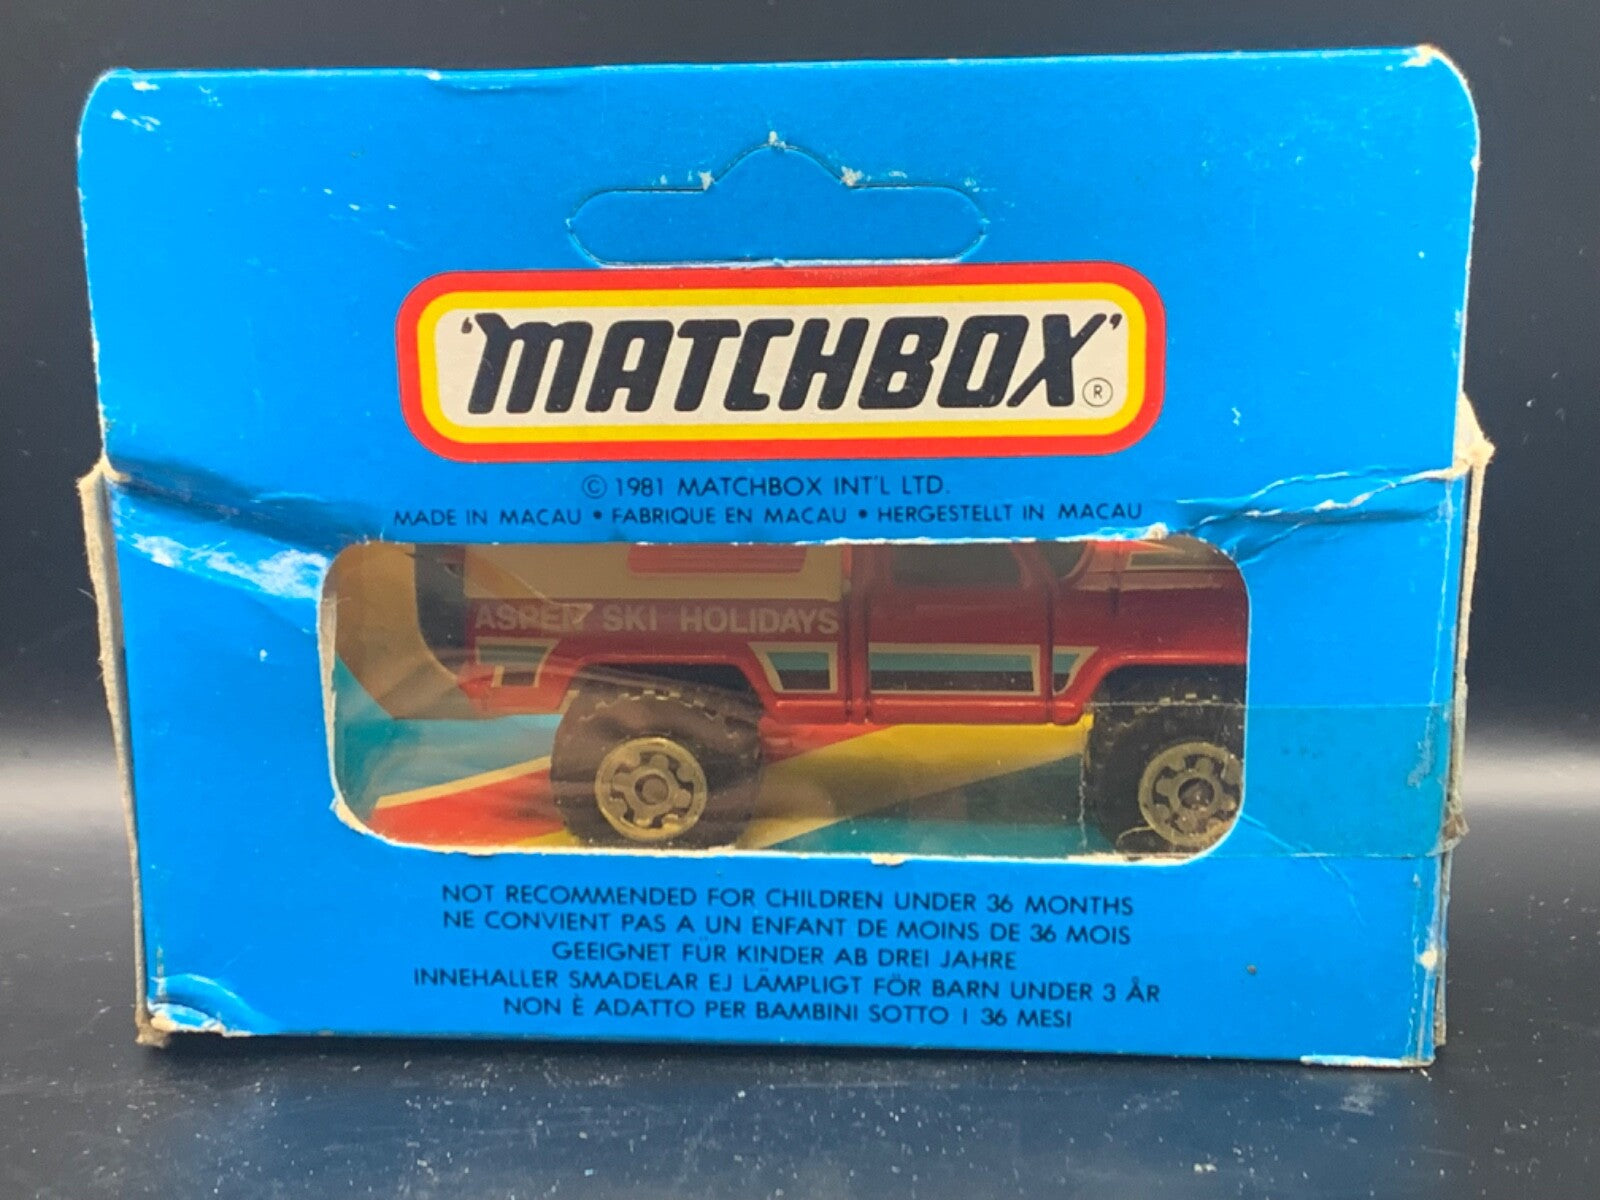 'MATCHBOX'®
© 1981 MATCHBOX INT'L LTD.
MADE IN MACAU • FABRIQUE EN MACAU • HERGESTELLT IN MACAU
ASPEN SKI HOLIDAYS
NOT RECOMMENDED FOR CHILDREN UNDER 36 MONTHS
NE CONVIENT PAS A UN ENFANT DE MOINS DE 36 MOIS
GEEIGNET FÜR KINDER AB DREI JAHRE
INNEHALLER SMADELAR EJ LÄMPLIGT FÖR BARN UNDER 3 ÅR
NON È ADATTO PER BAMBINI SOTTO I 36 MESI